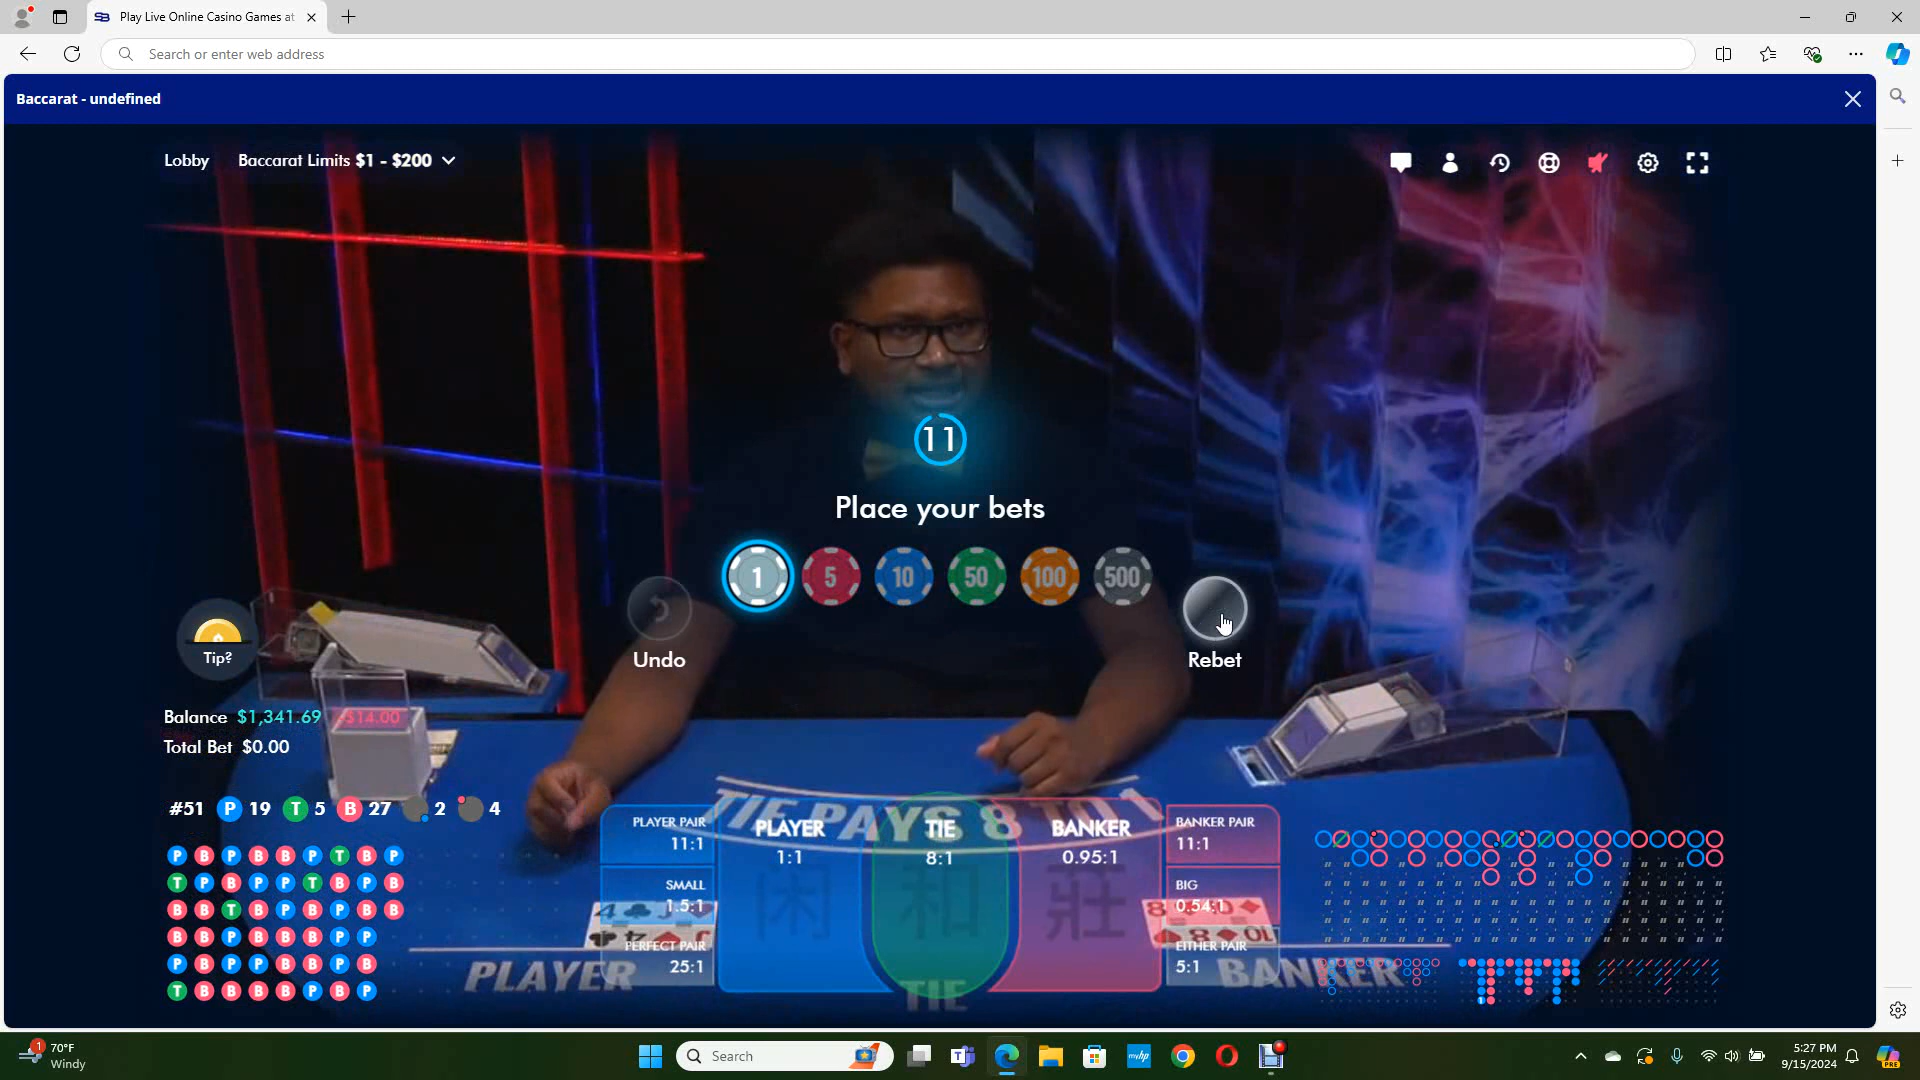 Play Live Online Casino Games at
Search or enter web address
Baccarat - undefined
Lobby
Baccarat Limits $1 - $200
11
Place your bets
1
5
10
50
100
500
Tip?
Undo
Rebet
Balance $1,341.69 -$14.00
Total Bet $0.00
#51 P 19 T 5 B 27 2 4
P B P B B P T B P
T P B P P T B P B
B B T B P B P B B
B B P B B B P P
P B P P B B P B
T B B B B P B P
TIE PAYS 8 TO 1
PLAYER PAIR
11:1
SMALL
1.5:1
PERFECT PAIR
25:1
PLAYER
1:1
闲
TIE
8:1
和
BANKER
0.95:1
莊
BANKER PAIR
11:1
BIG
0.54:1
EITHER PAIR
5:1
PLAYER
TIE
BANKER
1
70°F
Windy
Search
myhp
5:27 PM
9/15/2024
PRE